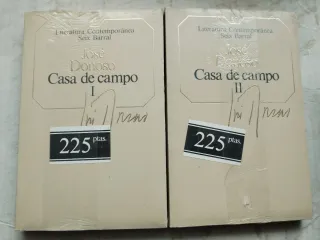 Literatura Contemporánea
Seix Barral
José
Donoso
Casa de campo
I
225 ptas.
Literatura Contemporánea
Seix Barral
José
Donoso
Casa de campo
II
225 ptas.